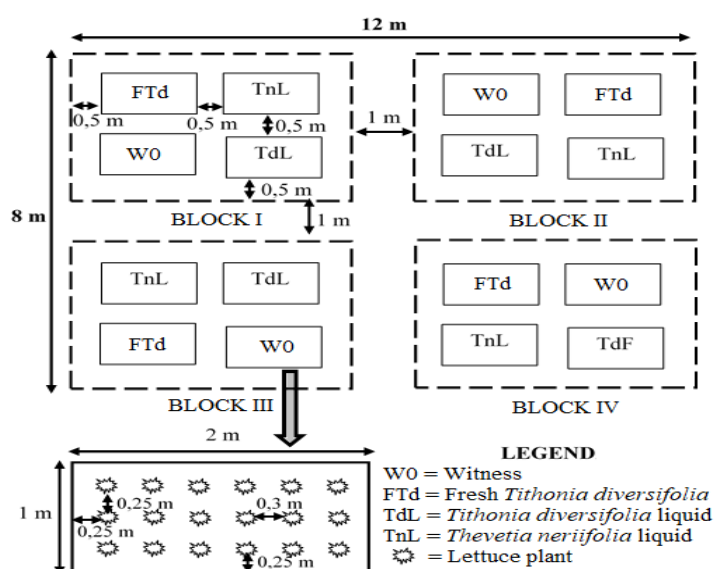 12 m
FTd TnL W0 FTd
0,5 m 0,5 m 0,5 m
1 m
W0 TdL TdL TnL
0,5 m
8 m
BLOCK I 1 m BLOCK II
TnL TdL FTd W0
FTd W0 TnL TdF
BLOCK III BLOCK IV
2 m
LEGEND
W0 = Witness
FTd = Fresh Tithonia diversifolia
TdL = Tithonia diversifolia liquid
TnL = Thevetia neriifolia liquid
= Lettuce plant
0,25 m 0,3 m
1 m
0,25 m
0,25 m